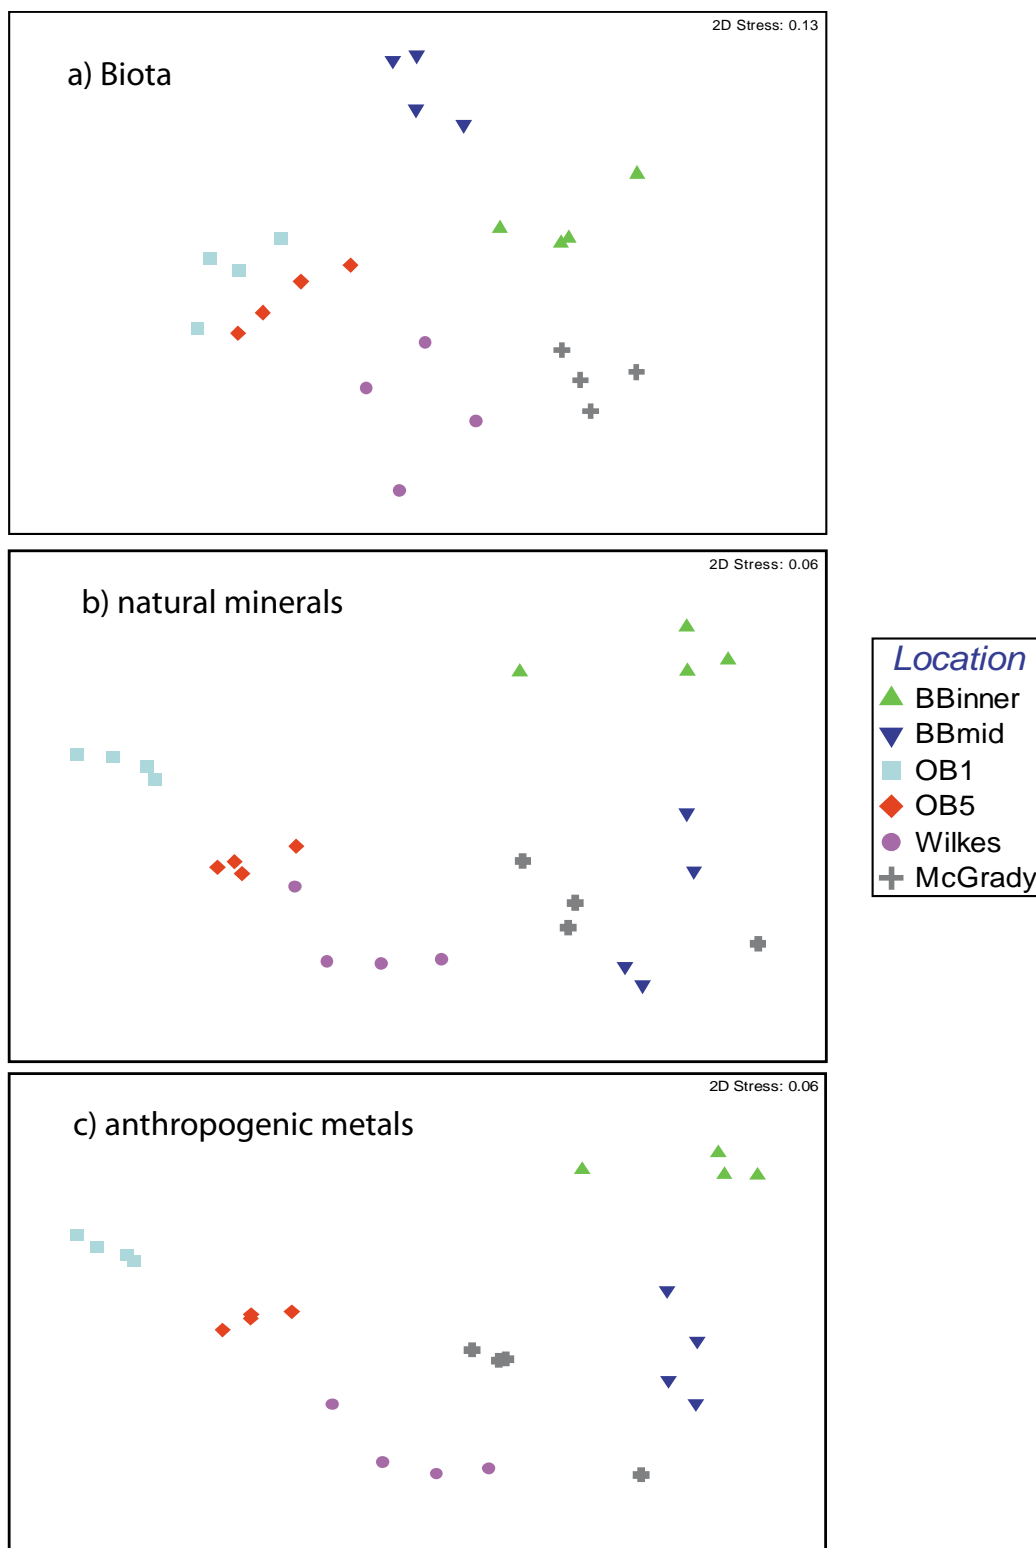 2D Stress: 0.13
a) Biota
2D Stress: 0.06
b) natural minerals
Location
BBinner
BBmid
OB1
OB5
Wilkes
McGrady
2D Stress: 0.06
c) anthropogenic metals